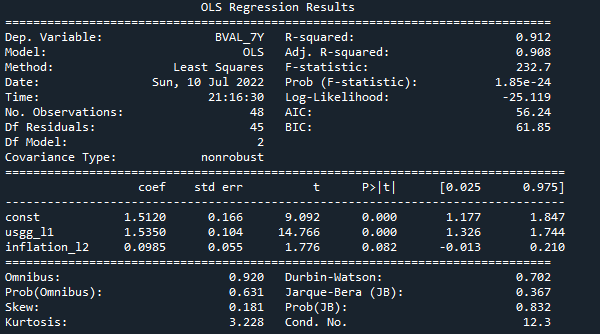 OLS Regression Results
==============================================================================
Dep. Variable: BVAL_7Y R-squared: 0.912
Model: OLS Adj. R-squared: 0.908
Method: Least Squares F-statistic: 232.7
Date: Sun, 10 Jul 2022 Prob (F-statistic): 1.85e-24
Time: 21:16:30 Log-Likelihood: -25.119
No. Observations: 48 AIC: 56.24
Df Residuals: 45 BIC: 61.85
Df Model: 2
Covariance Type: nonrobust
==============================================================================
coef std err t P>|t| [0.025 0.975]
------------------------------------------------------------------------------
const 1.5120 0.166 9.092 0.000 1.177 1.847
usgg_l1 1.5350 0.104 14.766 0.000 1.326 1.744
inflation_l2 0.0985 0.055 1.776 0.082 -0.013 0.210
==============================================================================
Omnibus: 0.920 Durbin-Watson: 0.702
Prob(Omnibus): 0.631 Jarque-Bera (JB): 0.367
Skew: 0.181 Prob(JB): 0.832
Kurtosis: 3.228 Cond. No. 12.3
==============================================================================